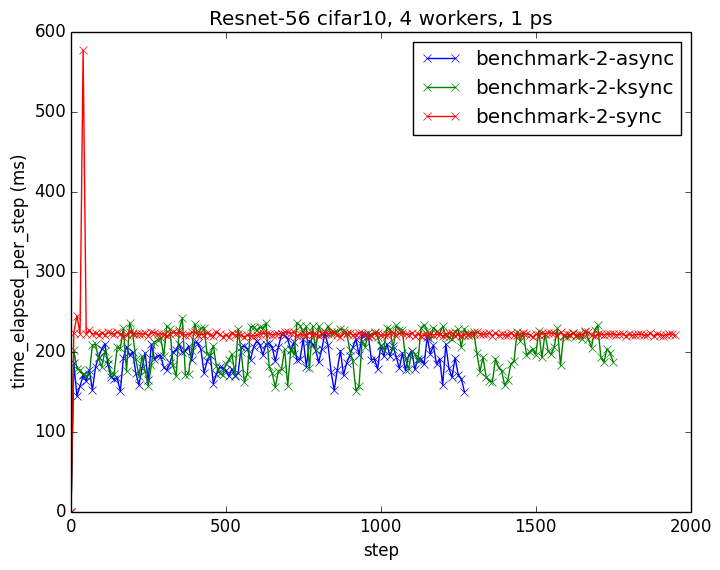 Resnet-56 cifar10, 4 workers, 1 ps
600
500
400
300
200
100
0
time_elapsed_per_step (ms)
benchmark-2-async
benchmark-2-ksync
benchmark-2-sync
0
500
1000
1500
2000
step